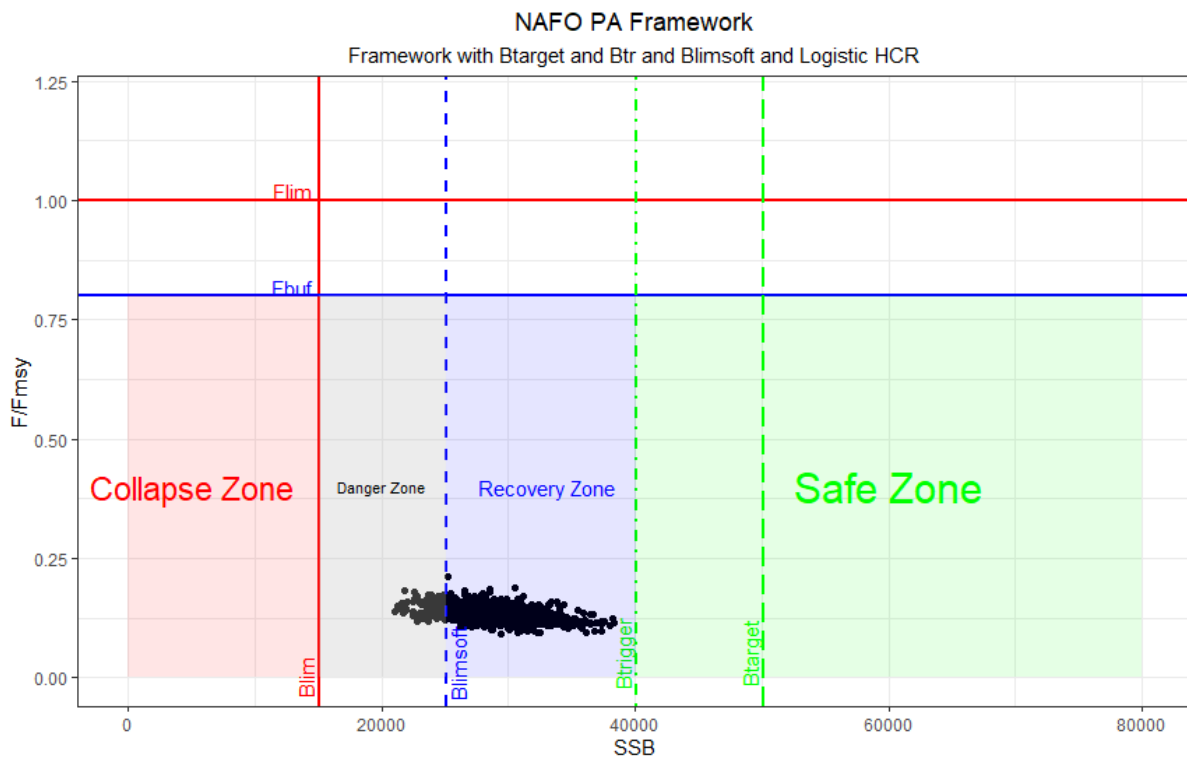 NAFO PA Framework
Framework with Btarget and Btr and Blimsoft and Logistic HCR
1.25
1.00
0.75
0.50
0.25
0.00
F/Fmsy
Flim
Fbuf
Collapse Zone
Danger Zone
Recovery Zone
Safe Zone
Blim
Blimsoft
Btrigger
Btarget
0
20000
40000
60000
80000
SSB